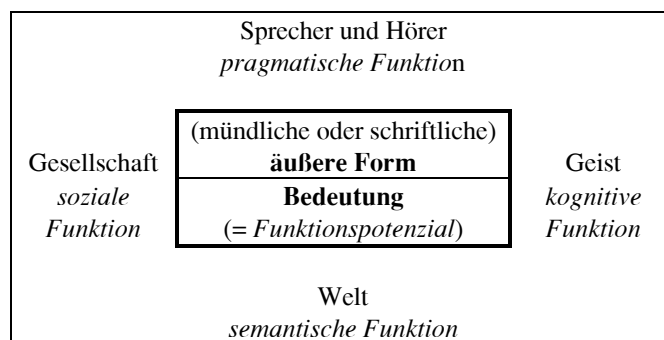 Sprecher und Hörer
pragmatische Funktion
(mündliche oder schriftliche)
Gesellschaft äußere Form Geist
soziale Bedeutung kognitive
Funktion (= Funktionspotenzial) Funktion
Welt
semantische Funktion